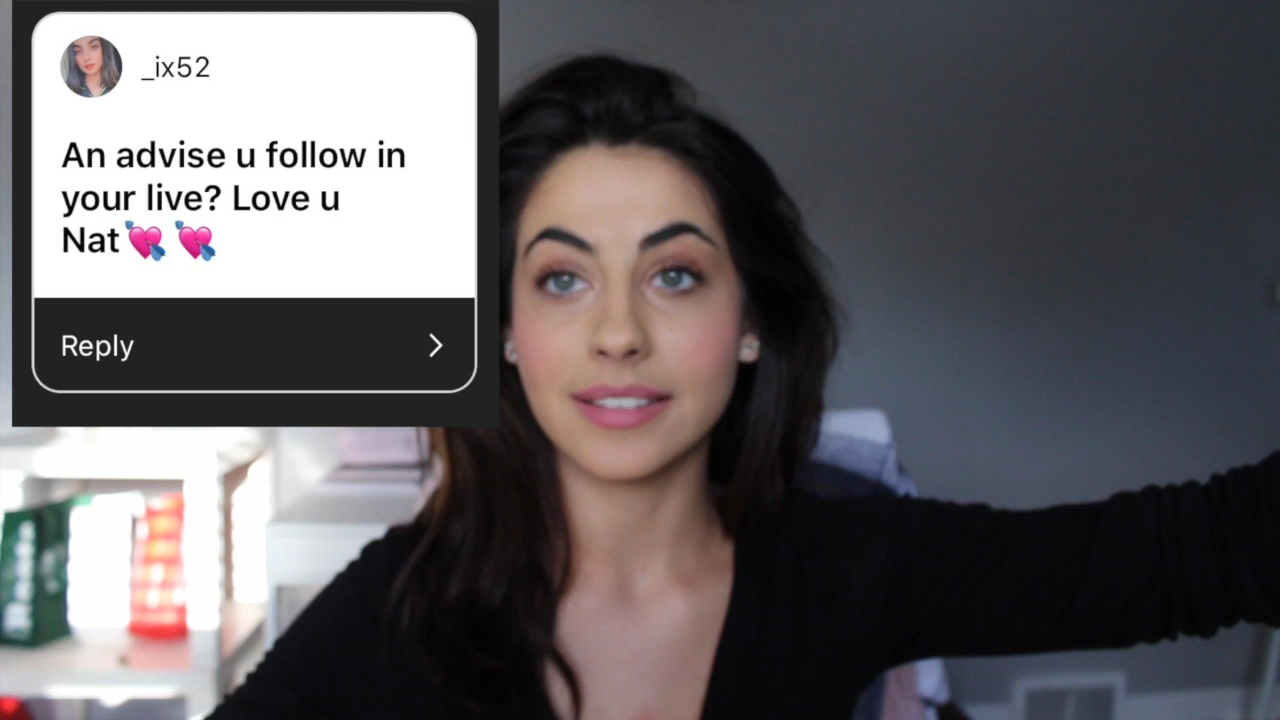 _ix52
An advise u follow in
your live? Love u
Nat💘 💘
Reply